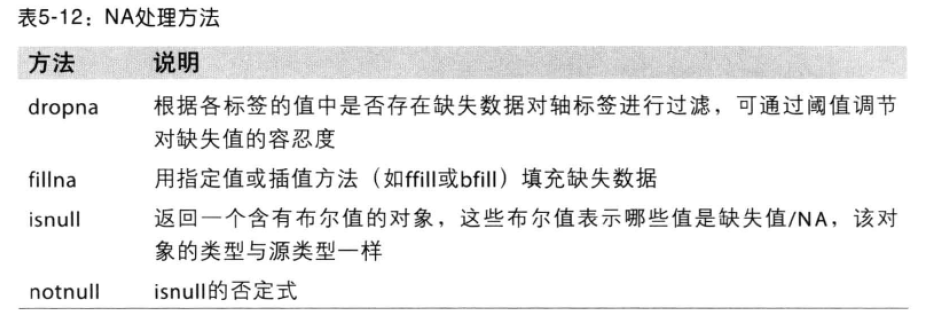 表5-12：NA处理方法
方法 说明
dropna 根据各标签的值中是否存在缺失数据对轴标签进行过滤，可通过阈值调节
对缺失值的容忍度
fillna 用指定值或插值方法（如ffill或bfill）填充缺失数据
isnull 返回一个含有布尔值的对象，这些布尔值表示哪些值是缺失值/NA，该对
象的类型与源类型一样
notnull isnull的否定式